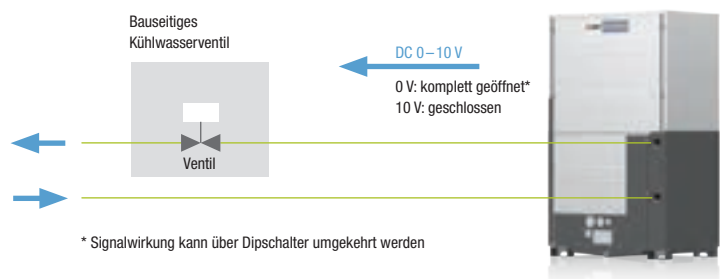 Bauseitiges
Kühlwasserventil
DC 0–10 V
0 V: komplett geöffnet*
10 V: geschlossen
Ventil
* Signalwirkung kann über Dipschalter umgekehrt werden